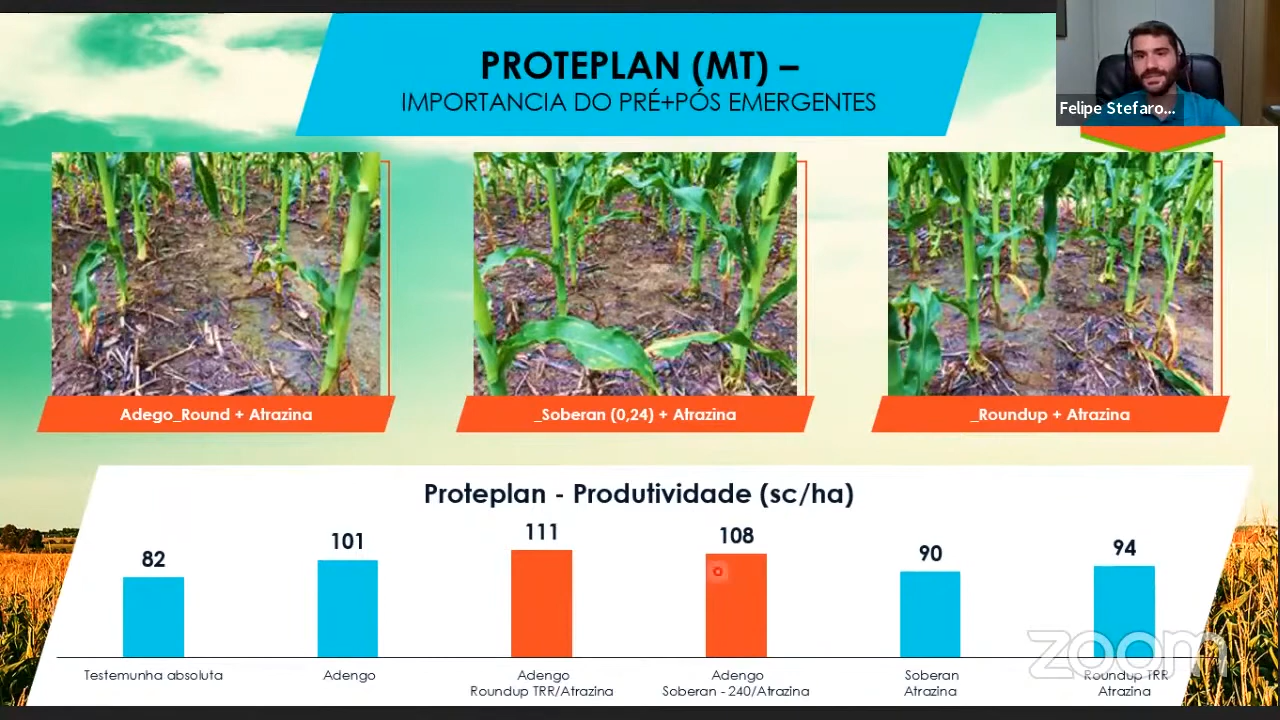 PROTEPLAN (MT) –
IMPORTANCIA DO PRÉ+PÓS EMERGENTES
Felipe Stefaro...
Adego_Round + Atrazina
_Soberan (0,24) + Atrazina
_Roundup + Atrazina
Proteplan - Produtividade (sc/ha)
82
101
111
108
90
94
Testemunha absoluta
Adengo
Adengo
Roundup TRR/Atrazina
Adengo
Soberan - 240/Atrazina
Soberan
Atrazina
Roundup TRR
Atrazina
zoom